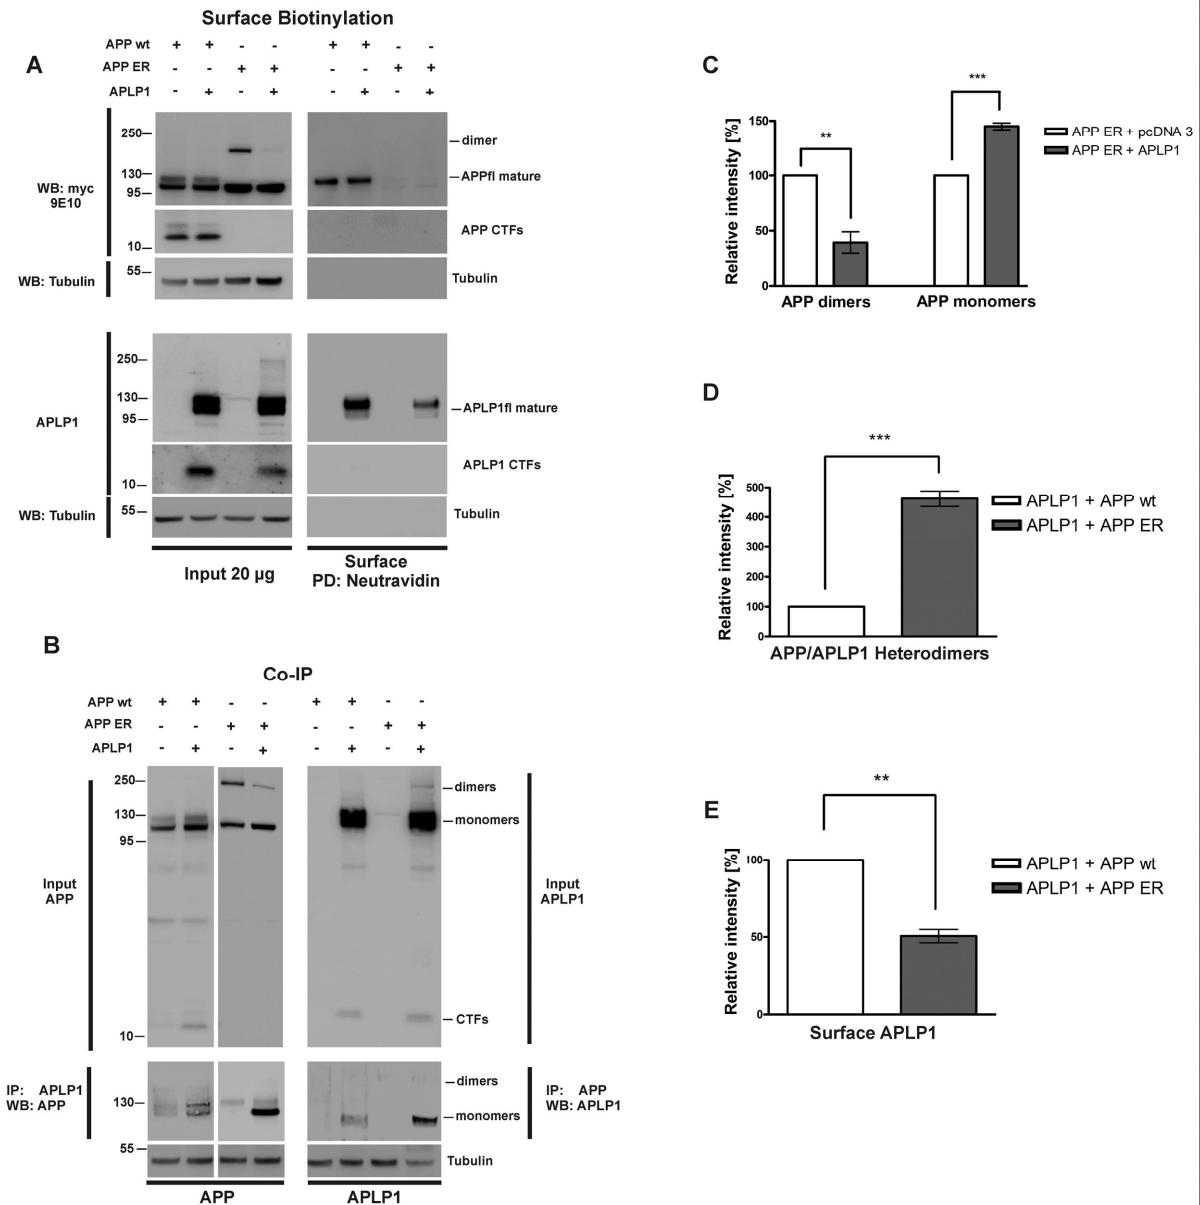 Surface Biotinylation
A
APP wt + + - - + + - -
APP ER - - + + - - + +
APLP1 - + - + - + - +
250
130
95
WB: myc
9E10
dimer
APPfl mature
10
APP CTFs
55
WB: Tubulin
Tubulin
250
130
95
APLP1
APLP1fl mature
10
APLP1 CTFs
55
WB: Tubulin
Tubulin
Input 20 µg
Surface
PD: Neutravidin
B
Co-IP
APP wt + + - - + + - -
APP ER - - + + - - + +
APLP1 - + - + - + - +
250
130
95
10
Input
APP
dimers
monomers
CTFs
Input
APLP1
IP: APLP1
WB: APP
130
55
dimers
monomers
IP: APP
WB: APLP1
Tubulin
APP
APLP1
C
Relative intensity [%]
150
100
50
0
**
***
APP dimers
APP monomers
APP ER + pcDNA 3
APP ER + APLP1
D
Relative intensity [%]
500
400
300
200
100
0
***
APP/APLP1 Heterodimers
APLP1 + APP wt
APLP1 + APP ER
E
Relative intensity [%]
100
50
0
**
Surface APLP1
APLP1 + APP wt
APLP1 + APP ER